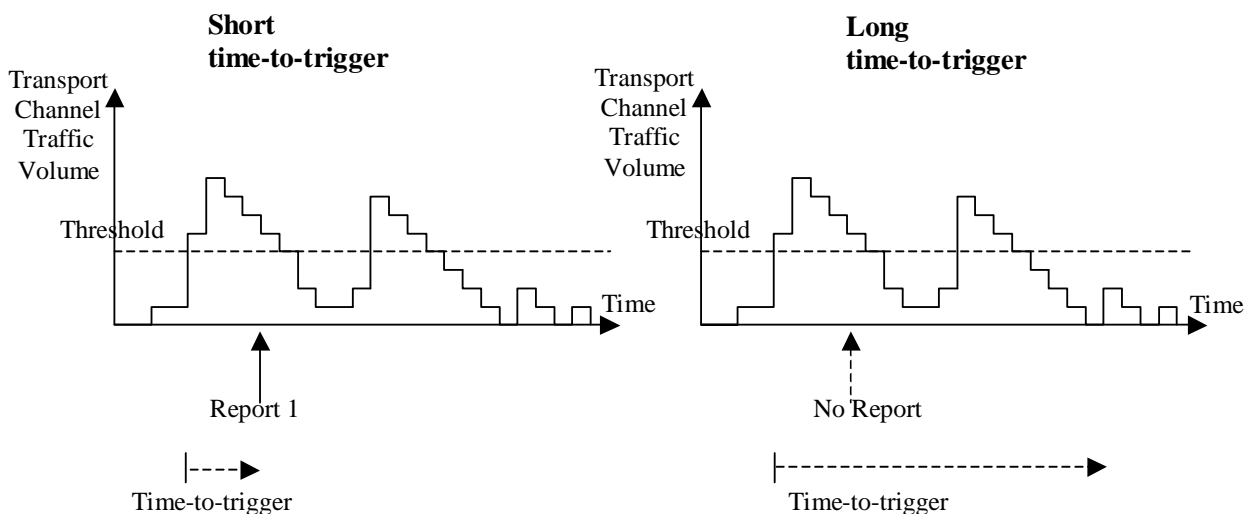 Short
time-to-trigger
Transport
Channel
Traffic
Volume
Threshold
Time
Report 1
Time-to-trigger
Long
time-to-trigger
Transport
Channel
Traffic
Volume
Threshold
Time
No Report
Time-to-trigger